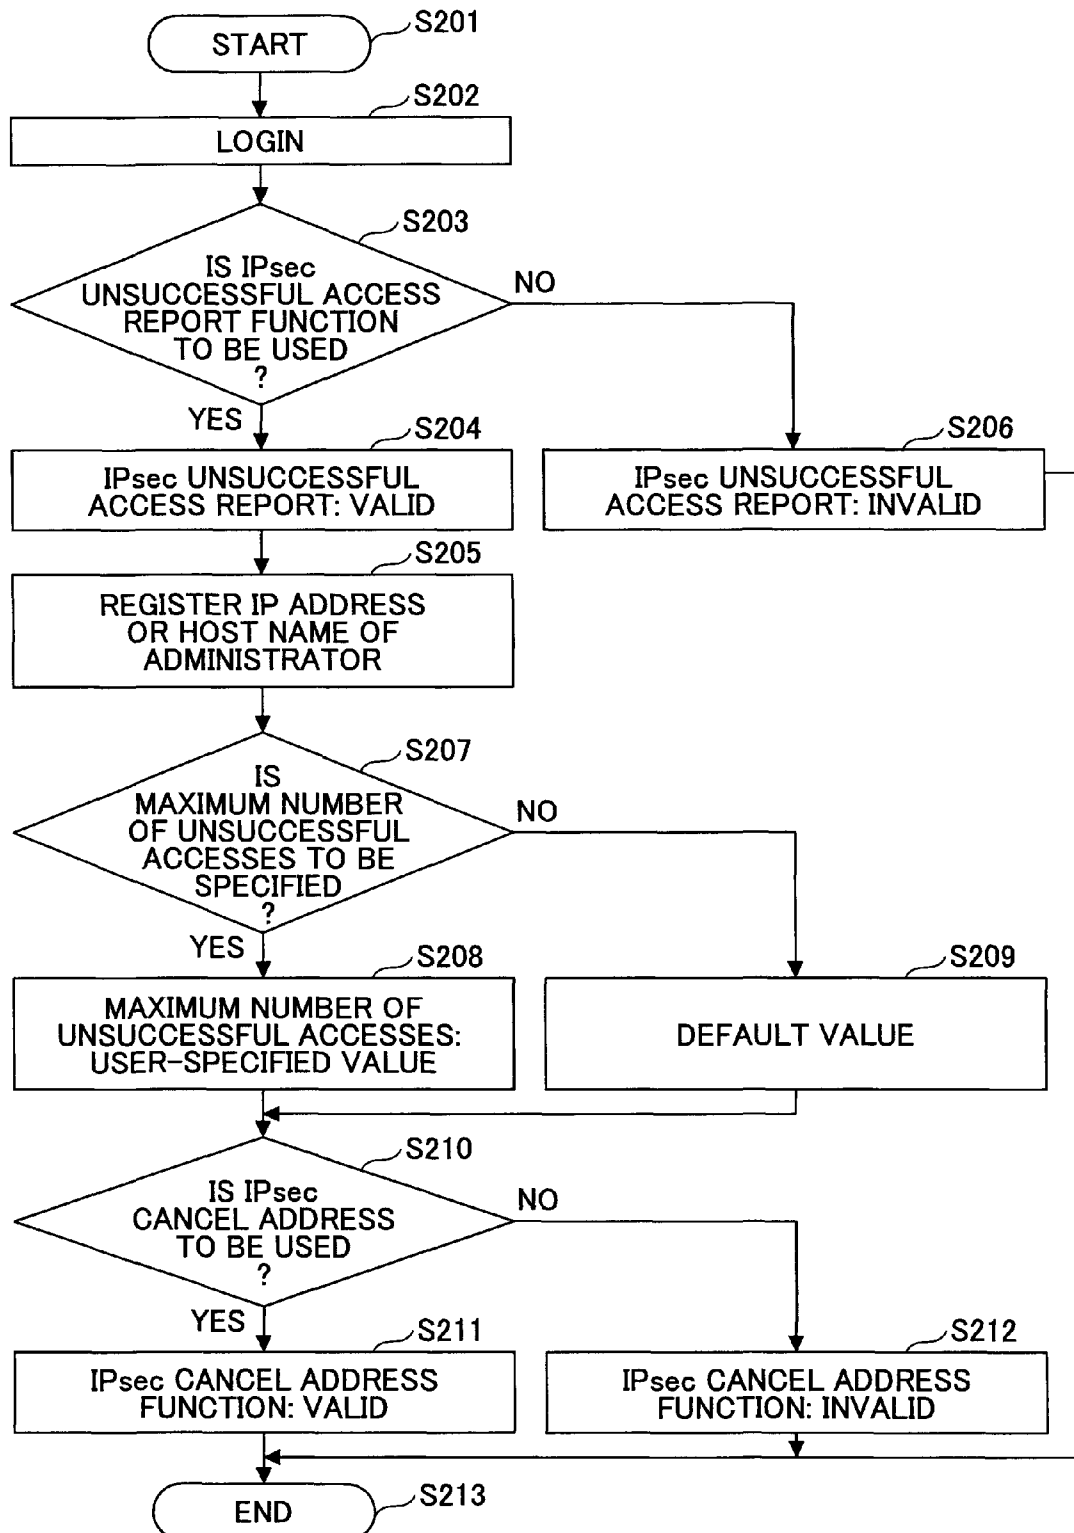 START
S201
S202
LOGIN
S203
IS IPsec
UNSUCCESSFUL ACCESS
REPORT FUNCTION
TO BE USED
?
NO
YES
S204
IPsec UNSUCCESSFUL
ACCESS REPORT: VALID
S206
IPsec UNSUCCESSFUL
ACCESS REPORT: INVALID
S205
REGISTER IP ADDRESS
OR HOST NAME OF
ADMINISTRATOR
S207
IS
MAXIMUM NUMBER
OF UNSUCCESSFUL
ACCESSES TO BE
SPECIFIED
?
NO
YES
S208
MAXIMUM NUMBER OF
UNSUCCESSFUL ACCESSES:
USER-SPECIFIED VALUE
S209
DEFAULT VALUE
S210
IS IPsec
CANCEL ADDRESS
TO BE USED
?
NO
YES
S211
IPsec CANCEL ADDRESS
FUNCTION: VALID
S212
IPsec CANCEL ADDRESS
FUNCTION: INVALID
END
S213